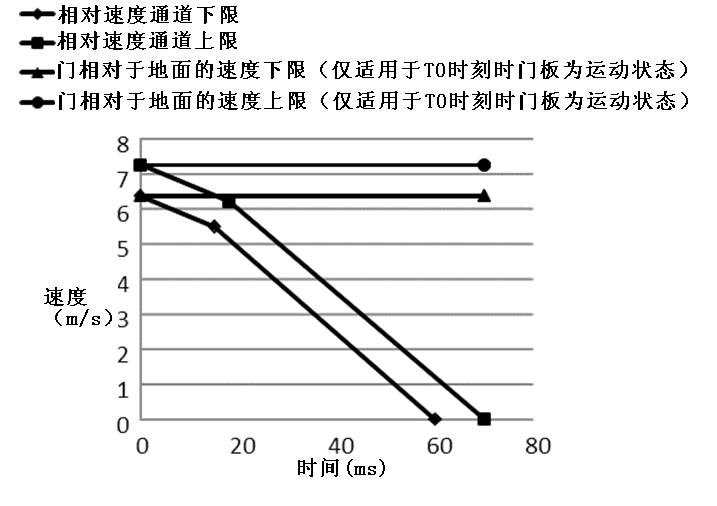 相对速度通道下限
相对速度通道上限
门相对于地面的速度下限（仅适用于T0时刻时门板为运动状态）
门相对于地面的速度上限（仅适用于T0时刻时门板为运动状态）
8
7
6
5
4
3
2
1
0
速度
（m/s）
0 20 40 60 80
时间(ms)